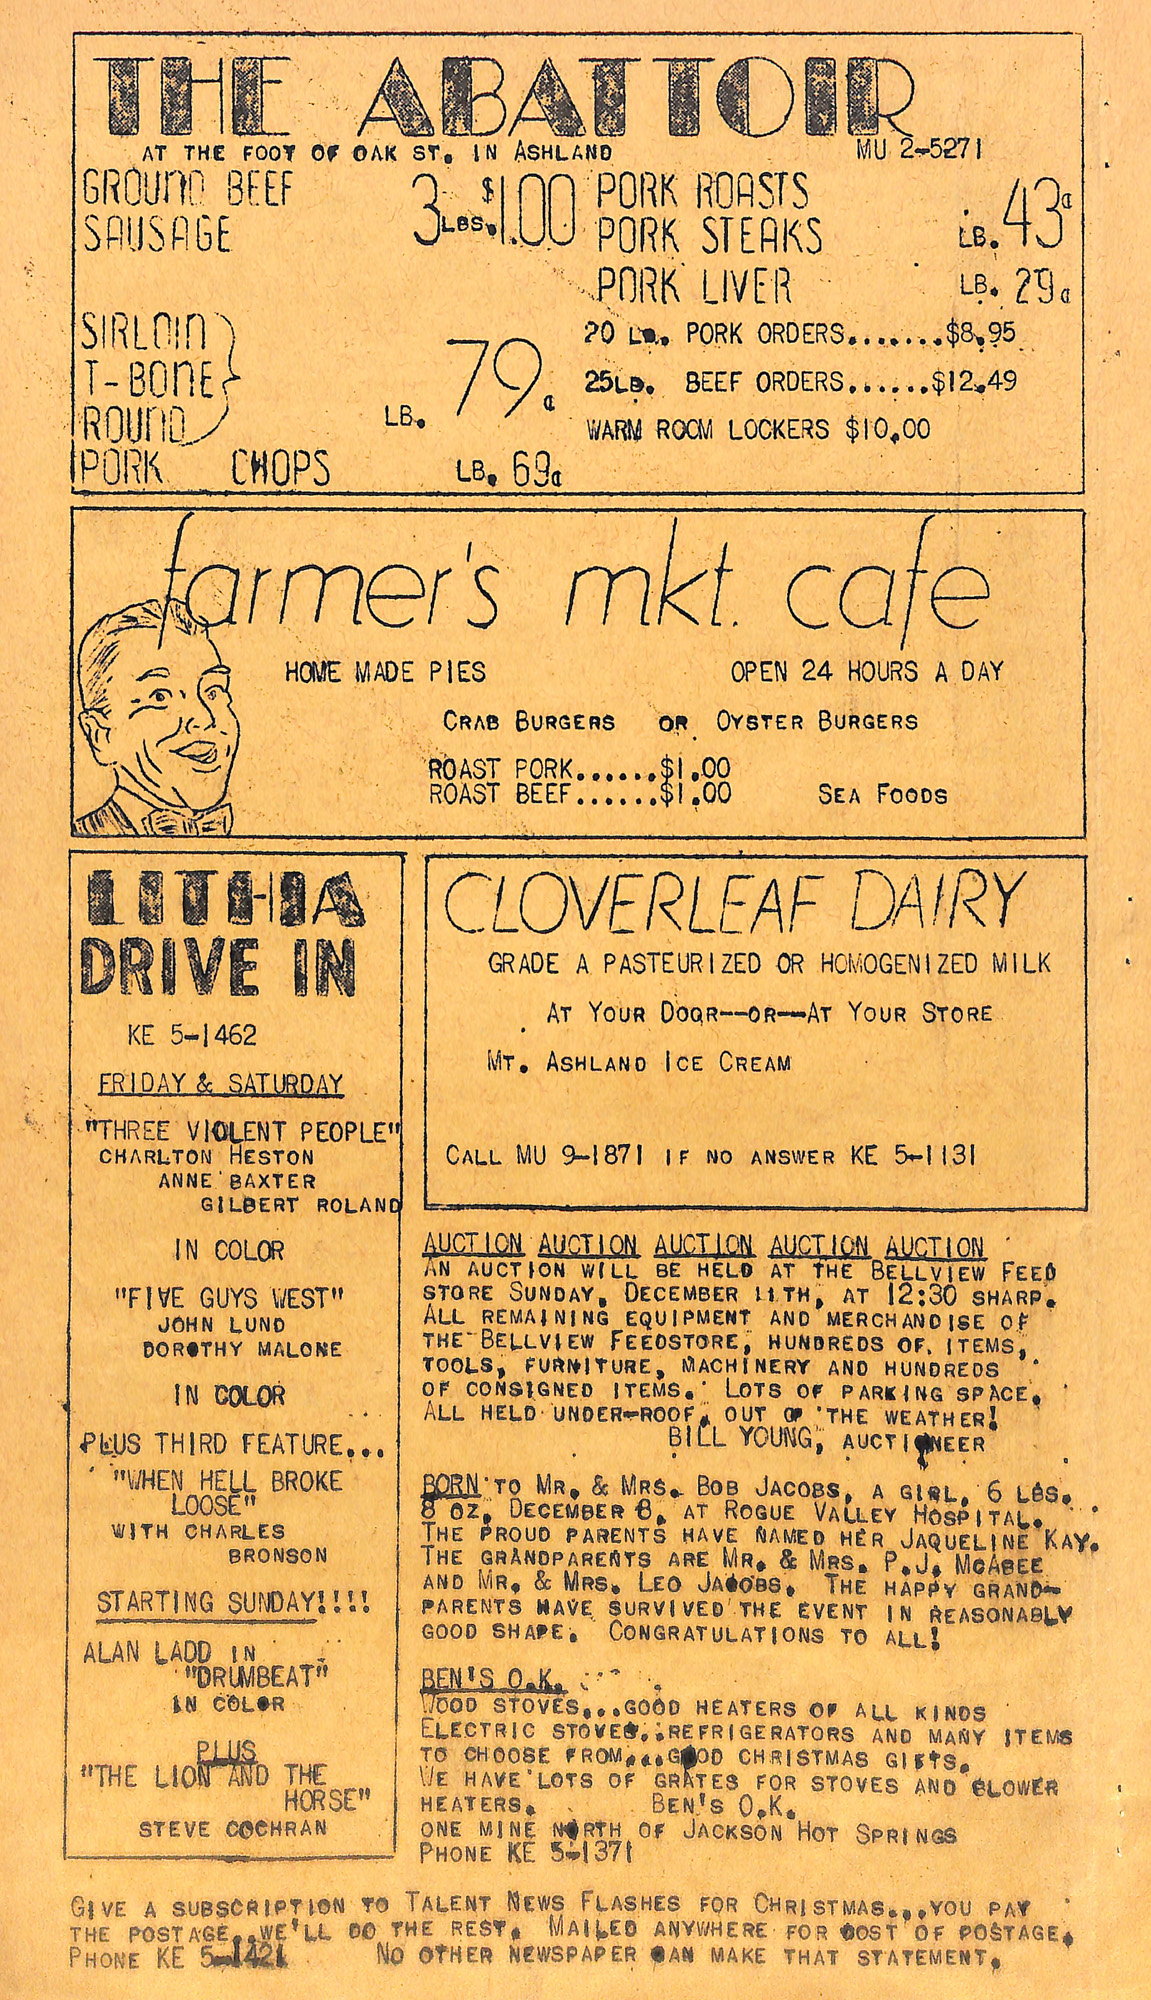 THE ABATTOIR
AT THE FOOT OF OAK ST. IN ASHLAND MU 2-5271
GROUND BEEF
SAUSAGE 3 LBS. $1.00
SIRLOIN
T-BONE
ROUND LB. 79¢
PORK CHOPS LB. 69¢
PORK ROASTS
PORK STEAKS LB. 43¢
PORK LIVER LB. 29¢
20 LB. PORK ORDERS.......$8.95
25LB. BEEF ORDERS......$12.49
WARM ROOM LOCKERS $10.00
farmer's mkt. cafe
HOME MADE PIES OPEN 24 HOURS A DAY
CRAB BURGERS OR OYSTER BURGERS
ROAST PORK......$1.00
ROAST BEEF......$1.00 SEA FOODS
LITHIA
DRIVE IN
KE 5-1462
FRIDAY & SATURDAY
"THREE VIOLENT PEOPLE"
CHARLTON HESTON
ANNE BAXTER
GILBERT ROLAND
IN COLOR
"FIVE GUYS WEST"
JOHN LUND
DOROTHY MALONE
IN COLOR
PLUS THIRD FEATURE...
"WHEN HELL BROKE
LOOSE"
WITH CHARLES
BRONSON
STARTING SUNDAY!!!!
ALAN LADD IN
"DRUMBEAT"
IN COLOR
PLUS
"THE LION AND THE
HORSE"
STEVE COCHRAN
CLOVERLEAF DAIRY
GRADE A PASTEURIZED OR HOMOGENIZED MILK
AT YOUR DOOR--OR--AT YOUR STORE
MT. ASHLAND ICE CREAM
CALL MU 9-1871 IF NO ANSWER KE 5-1131
AUCTION AUCTION AUCTION AUCTION AUCTION
AN AUCTION WILL BE HELD AT THE BELLVIEW FEED
STORE SUNDAY, DECEMBER 11TH, AT 12:30 SHARP.
ALL REMAINING EQUIPMENT AND MERCHANDISE OF
THE BELLVIEW FEEDSTORE, HUNDREDS OF ITEMS,
TOOLS, FURNITURE, MACHINERY AND HUNDREDS
OF CONSIGNED ITEMS. LOTS OF PARKING SPACE.
ALL HELD UNDER-ROOF, OUT OF THE WEATHER!
BILL YOUNG, AUCTIONEER
BORN TO MR. & MRS. BOB JACOBS, A GIRL, 6 LBS.
8 OZ. DECEMBER 8, AT ROGUE VALLEY HOSPITAL.
THE PROUD PARENTS HAVE NAMED HER JAQUELINE KAY.
THE GRANDPARENTS ARE MR. & MRS. P.J. MCABEE
AND MR. & MRS. LEO JACOBS. THE HAPPY GRAND-
PARENTS HAVE SURVIVED THE EVENT IN REASONABLY
GOOD SHAPE. CONGRATULATIONS TO ALL!
BEN'S O.K.
WOOD STOVES...GOOD HEATERS OF ALL KINDS
ELECTRIC STOVES..REFRIGERATORS AND MANY ITEMS
TO CHOOSE FROM...GOOD CHRISTMAS GIFTS.
WE HAVE LOTS OF GRATES FOR STOVES AND BLOWER
HEATERS. BEN'S O.K.
ONE MINE NORTH OF JACKSON HOT SPRINGS
PHONE KE 5-1371
GIVE A SUBSCRIPTION TO TALENT NEWS FLASHES FOR CHRISTMAS...YOU PAY
THE POSTAGE..WE'LL DO THE REST. MAILED ANYWHERE FOR COST OF POSTAGE.
PHONE KE 5-1421 NO OTHER NEWSPAPER CAN MAKE THAT STATEMENT.